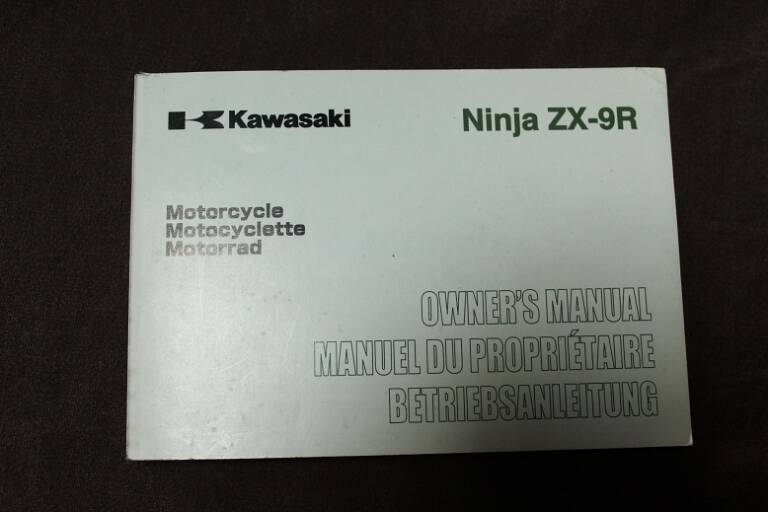 Kawasaki
Ninja ZX-9R
Motorcycle
Motocyclette
Motorrad
OWNER'S MANUAL
MANUEL DU PROPRIÉTAIRE
BETRIEBSANLEITUNG